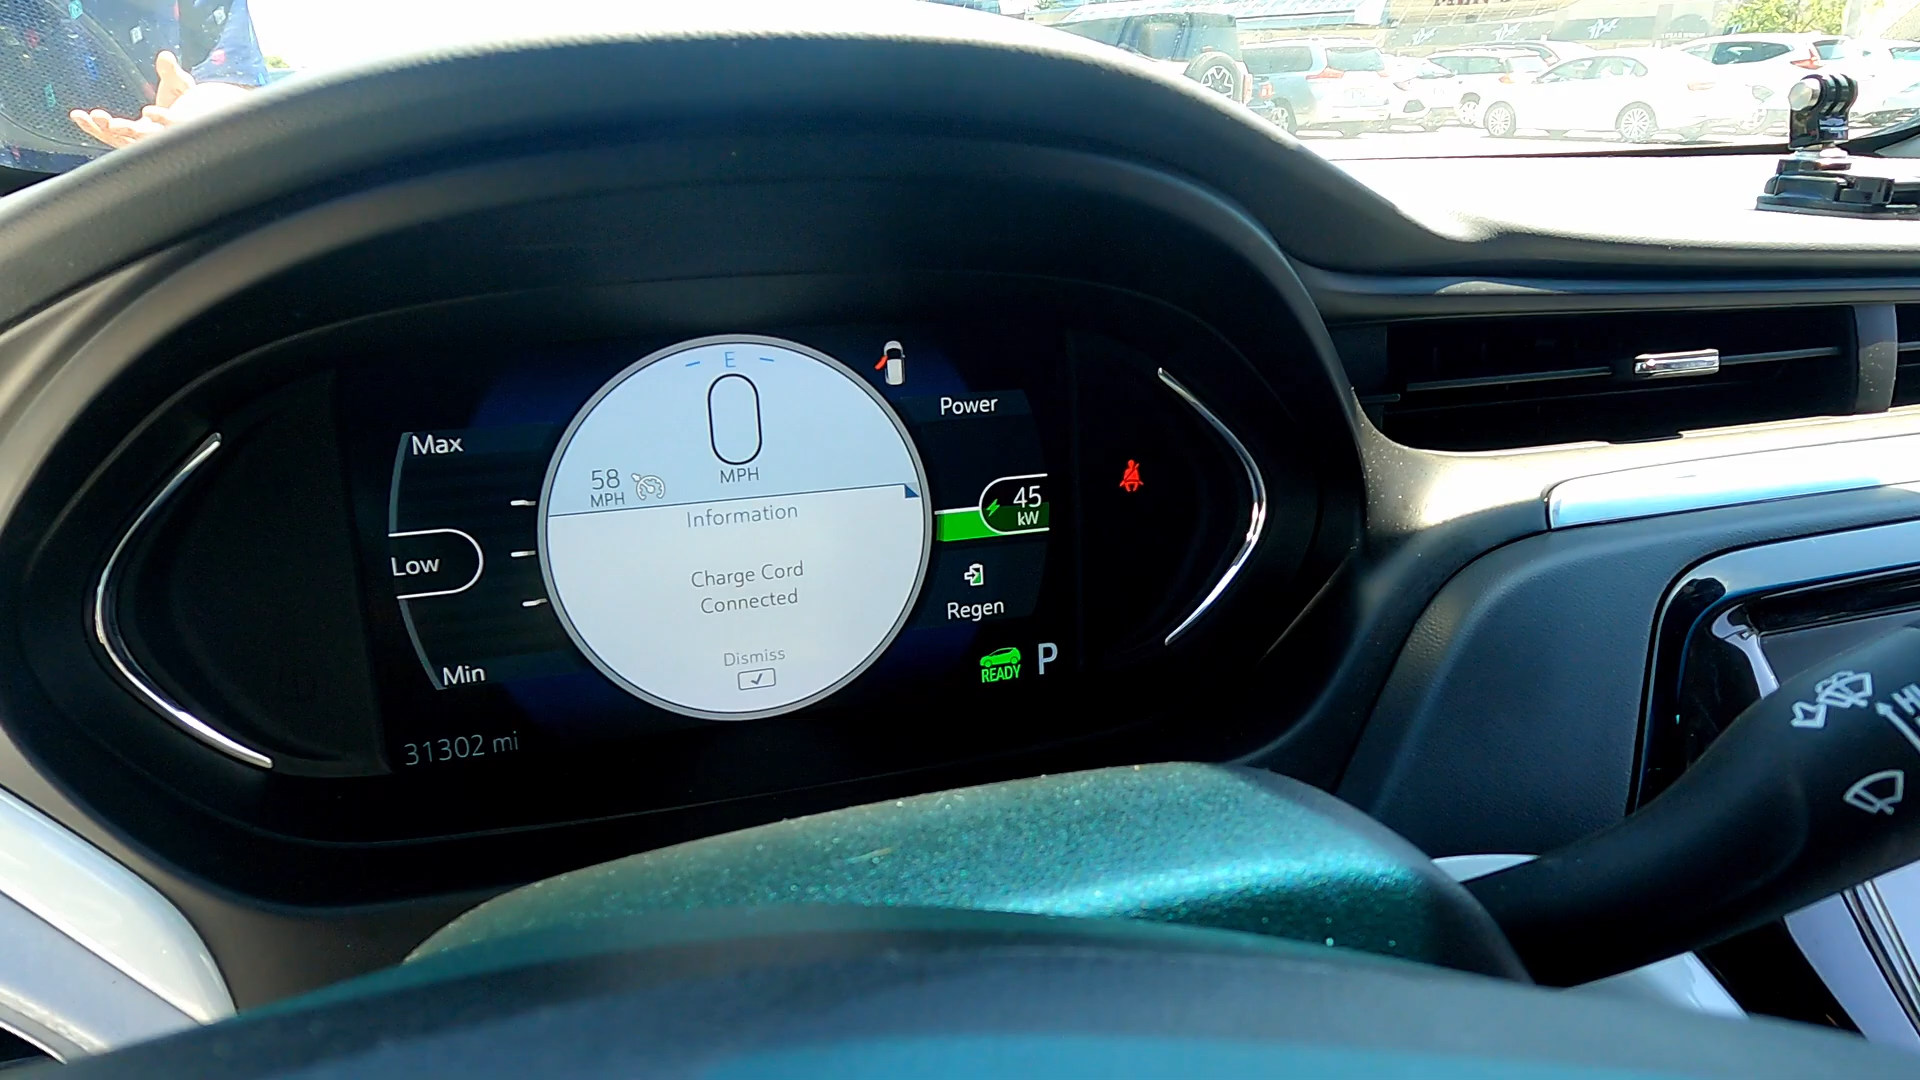 E
0
MPH
58
MPH
Information
Charge Cord
Connected
Dismiss
Max
Low
Min
31302 mi
Power
45
kW
Regen
READY P